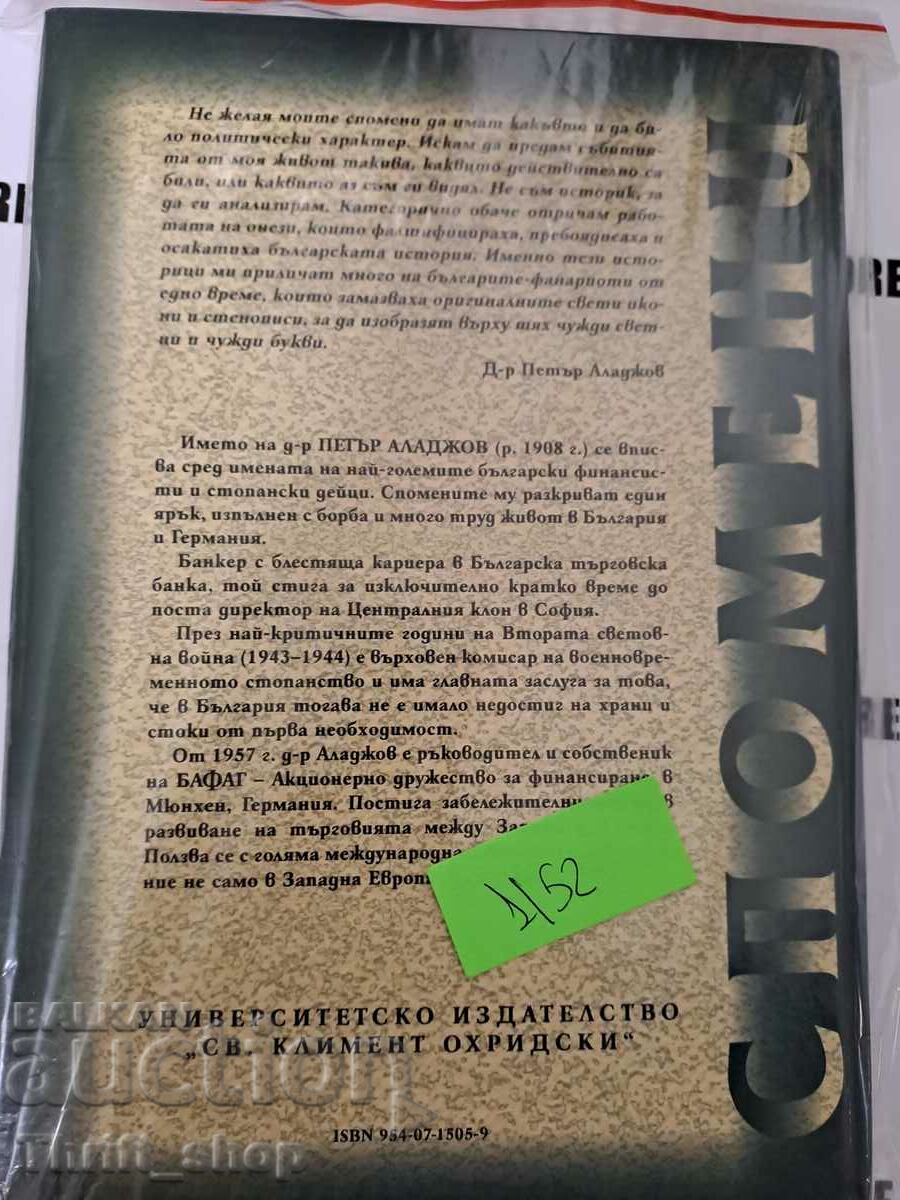 Не желая моите спомени да имат какъвто и да би-
ло политически характер. Искам да предам събития-
та от моя живот такива, каквито действително са
били, или каквито аз съм ги видял. Не съм историк, за
да ги анализирам. Категорично обаче отричам рабо-
тата на онези, които фалшифицираха, пребоядисаха и
осакатиха българската история. Именно тези исто-
рици ми приличат много на българите-фанариоти от
едно време, които замазваха оригиналните свети ико-
ни и стенописи, за да изобразят върху тях чужди свет-
ци и чужди букви.
Д-р Петър Аладжов
Името на д-р ПЕТЪР АЛАДЖОВ (р. 1908 г.) се впис-
ва сред имената на най-големите български финансис-
ти и стопански дейци. Спомените му разкриват един
ярък, изпълнен с борба и много труд живот в България
и Германия.
Банкер с блестяща кариера в Българска търговска
банка, той стига за изключително кратко време до
поста директор на Централния клон в София.
През най-критичните години на Втората светов-
на война (1943–1944) е върховен комисар на военновре-
менното стопанство и има главната заслуга за това,
че в България тогава не е имало недостиг на храни и
стоки от първа необходимост.
От 1957 г. д-р Аладжов е ръководител и собственик
на БАФАГ – Акционерно дружество за финансиране в
Мюнхен, Германия. Постига забележителни в
развиване на търговията между
Ползва се с голяма международна
ние не само в Западна
1/52
УНИВЕРСИТЕТСКО ИЗДАТЕЛСТВО
„СВ. КЛИМЕНТ ОХРИДСКИ“
ISBN 954-07-1505-9
СПОМЕНИ
БАЛКАН
auction
Thrift_shop